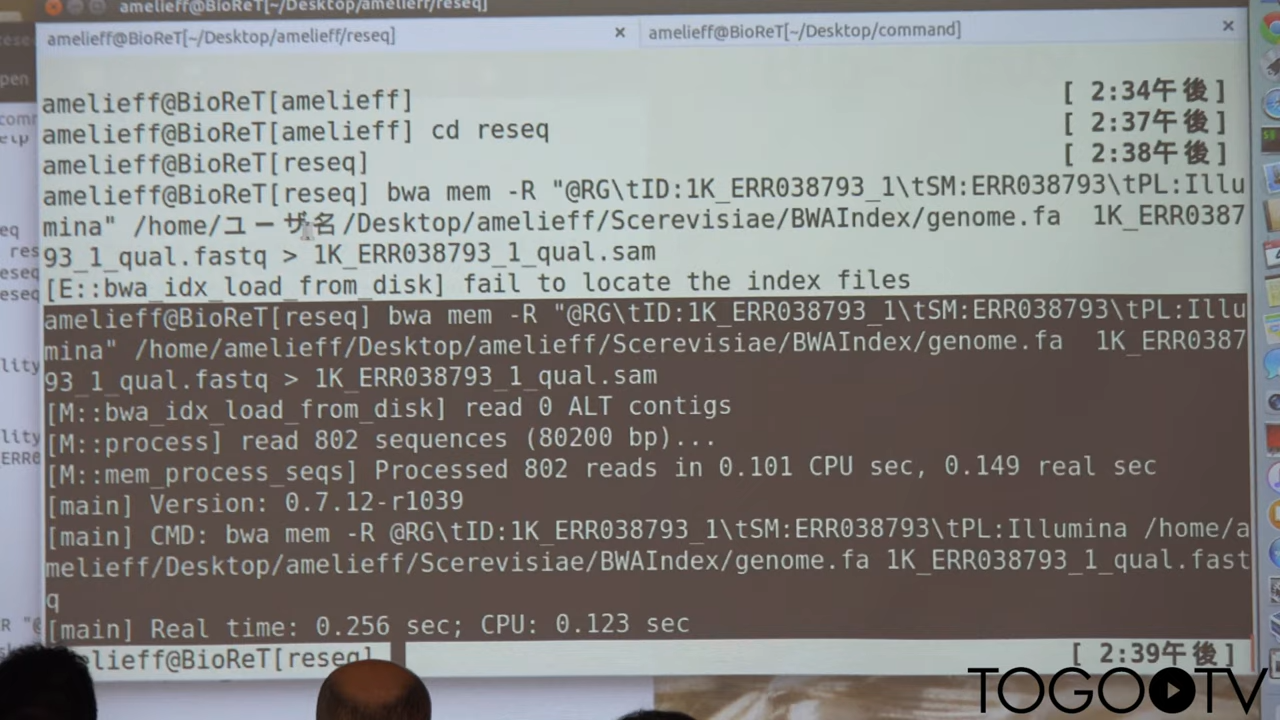 amelieff@BioReT[~/Desktop/amelieff/reseq]
amelieff@BioReT[~/Desktop/amelieff/reseq] × amelieff@BioReT[~/Desktop/command] ×
amelieff@BioReT[amelieff] [ 2:34午後]
amelieff@BioReT[amelieff] cd reseq [ 2:37午後]
amelieff@BioReT[reseq] [ 2:38午後]
amelieff@BioReT[reseq] bwa mem -R "@RG\tID:1K_ERR038793_1\tSM:ERR038793\tPL:Illu
mina" /home/ユーザ名/Desktop/amelieff/Scerevisiae/BWAIndex/genome.fa 1K_ERR0387
93_1_qual.fastq > 1K_ERR038793_1_qual.sam
[E::bwa_idx_load_from_disk] fail to locate the index files
amelieff@BioReT[reseq] bwa mem -R "@RG\tID:1K_ERR038793_1\tSM:ERR038793\tPL:Illu
mina" /home/amelieff/Desktop/amelieff/Scerevisiae/BWAIndex/genome.fa 1K_ERR0387
93_1_qual.fastq > 1K_ERR038793_1_qual.sam
[M::bwa_idx_load_from_disk] read 0 ALT contigs
[M::process] read 802 sequences (80200 bp)...
[M::mem_process_seqs] Processed 802 reads in 0.101 CPU sec, 0.149 real sec
[main] Version: 0.7.12-r1039
[main] CMD: bwa mem -R @RG\tID:1K_ERR038793_1\tSM:ERR038793\tPL:Illumina /home/a
melieff/Desktop/amelieff/Scerevisiae/BWAIndex/genome.fa 1K_ERR038793_1_qual.fast
q
[main] Real time: 0.256 sec; CPU: 0.123 sec
elieff@BioReT[reseq] [ 2:39午後]
TOGO TV